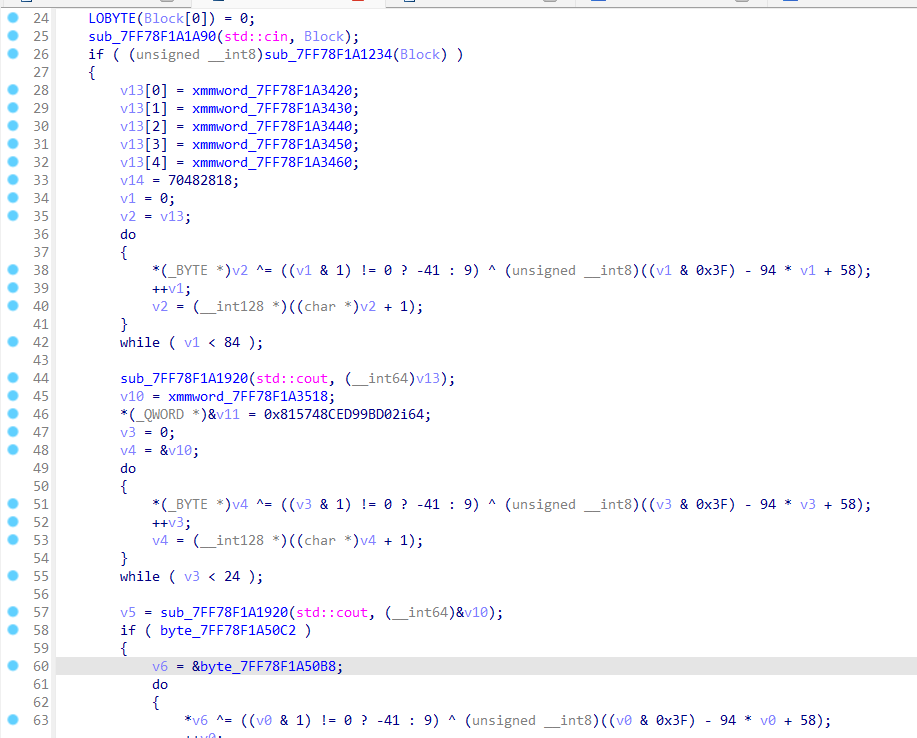 24 LOBYTE(Block[0]) = 0;
25 sub_7FF78F1A1A90(std::cin, Block);
26 if ( (unsigned __int8)sub_7FF78F1A1234(Block) )
27 {
28 v13[0] = xmmword_7FF78F1A3420;
29 v13[1] = xmmword_7FF78F1A3430;
30 v13[2] = xmmword_7FF78F1A3440;
31 v13[3] = xmmword_7FF78F1A3450;
32 v13[4] = xmmword_7FF78F1A3460;
33 v14 = 70482818;
34 v1 = 0;
35 v2 = v13;
36 do
37 {
38 *(_BYTE *)v2 ^= ((v1 & 1) != 0 ? -41 : 9) ^ (unsigned __int8)((v1 & 0x3F) - 94 * v1 + 58);
39 ++v1;
40 v2 = (__int128 *)((char *)v2 + 1);
41 }
42 while ( v1 < 84 );
43
44 sub_7FF78F1A1920(std::cout, (__int64)v13);
45 v10 = xmmword_7FF78F1A3518;
46 *(_QWORD *)&v11 = 0x815748CED99BD02i64;
47 v3 = 0;
48 v4 = &v10;
49 do
50 {
51 *(_BYTE *)v4 ^= ((v3 & 1) != 0 ? -41 : 9) ^ (unsigned __int8)((v3 & 0x3F) - 94 * v3 + 58);
52 ++v3;
53 v4 = (__int128 *)((char *)v4 + 1);
54 }
55 while ( v3 < 24 );
56
57 v5 = sub_7FF78F1A1920(std::cout, (__int64)&v10);
58 if ( byte_7FF78F1A50C2 )
59 {
60 v6 = &byte_7FF78F1A50B8;
61 do
62 {
63 *v6 ^= ((v0 & 1) != 0 ? -41 : 9) ^ (unsigned __int8)((v0 & 0x3F) - 94 * v0 + 58);